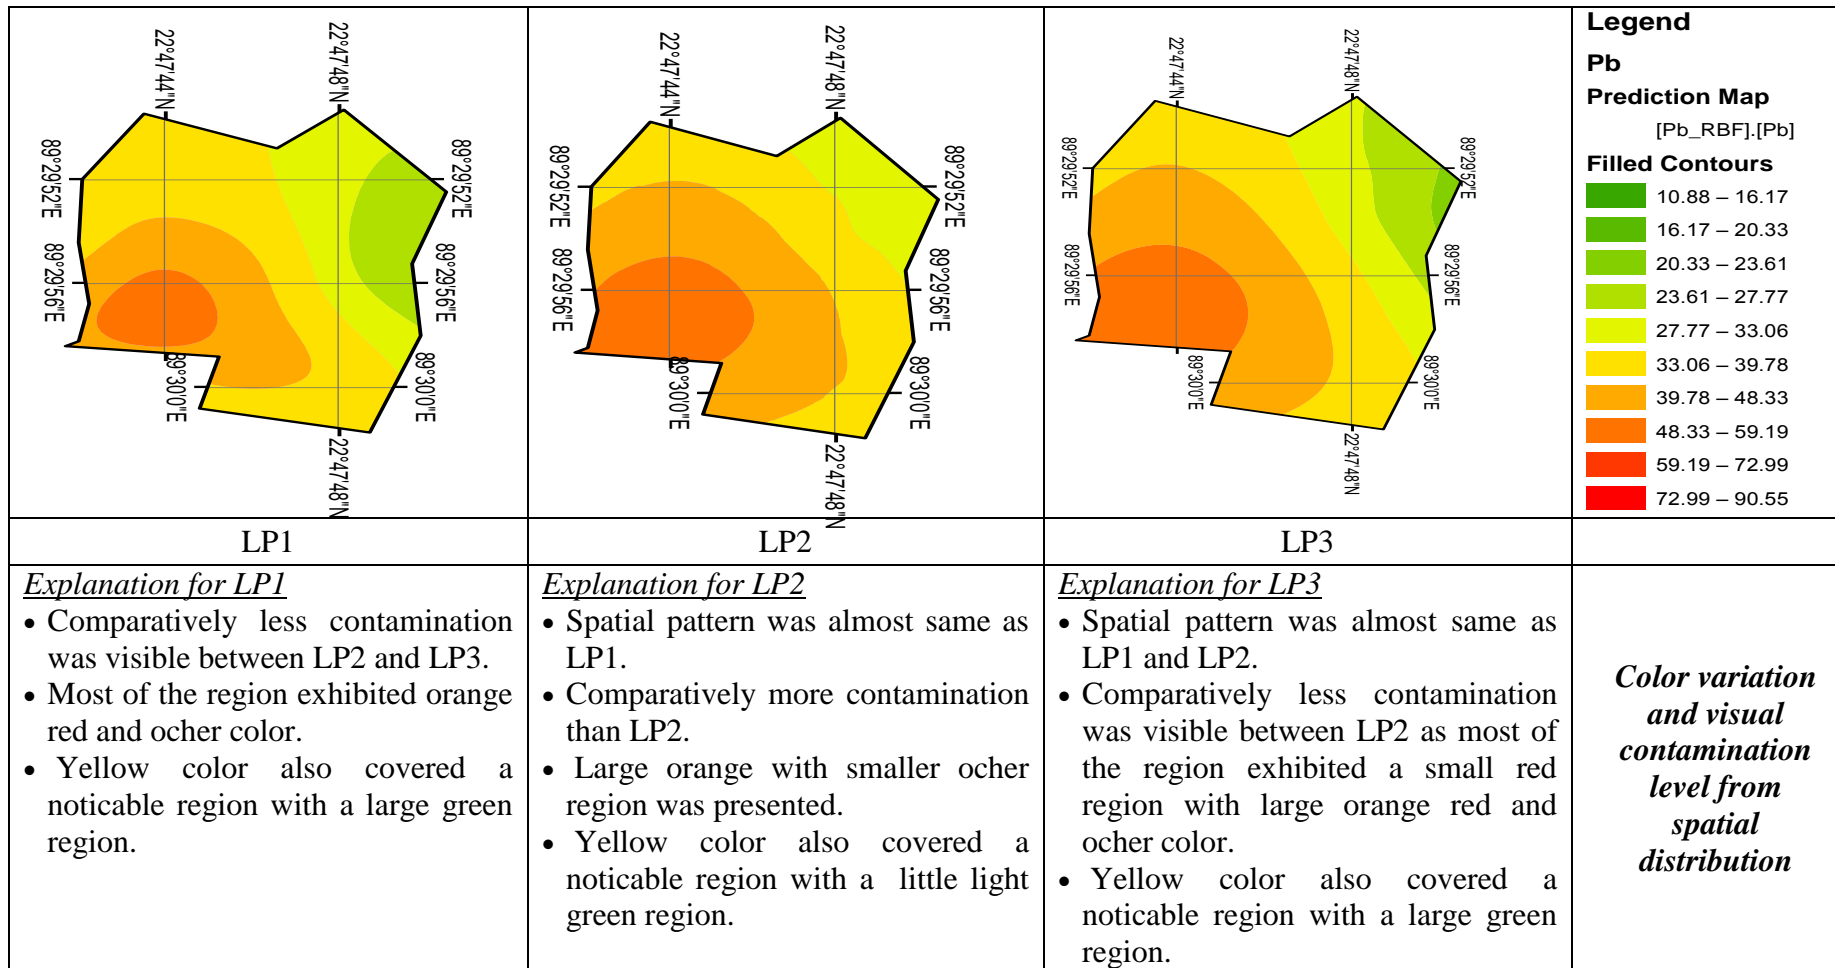 22°47'44"N
22°47'48"N
89°29'52"E
89°29'52"E
89°29'56"E
89°29'56"E
89°30'0"E
89°30'0"E
22°47'48"N
22°47'44"N
22°47'48"N
89°29'52"E
89°29'52"E
89°29'56"E
89°29'56"E
89°30'0"E
89°30'0"E
22°47'48"N
22°47'44"N
22°47'48"N
89°29'52"E
89°29'52"E
89°29'56"E
89°29'56"E
89°30'0"E
89°30'0"E
22°47'48"N
Legend
Pb
Prediction Map
[Pb_RBF].[Pb]
Filled Contours
10.88 – 16.17
16.17 – 20.33
20.33 – 23.61
23.61 – 27.77
27.77 – 33.06
33.06 – 39.78
39.78 – 48.33
48.33 – 59.19
59.19 – 72.99
72.99 – 90.55
LP1
LP2
LP3
Explanation for LP1
• Comparatively less contamination
was visible between LP2 and LP3.
• Most of the region exhibited orange
red and ocher color.
• Yellow color also covered a
noticable region with a large green
region.
Explanation for LP2
• Spatial pattern was almost same as
LP1.
• Comparatively more contamination
than LP2.
• Large orange with smaller ocher
region was presented.
• Yellow color also covered a
noticable region with a little light
green region.
Explanation for LP3
• Spatial pattern was almost same as
LP1 and LP2.
• Comparatively less contamination
was visible between LP2 as most of
the region exhibited a small red
region with large orange red and
ocher color.
• Yellow color also covered a
noticable region with a large green
region.
Color variation
and visual
contamination
level from
spatial
distribution